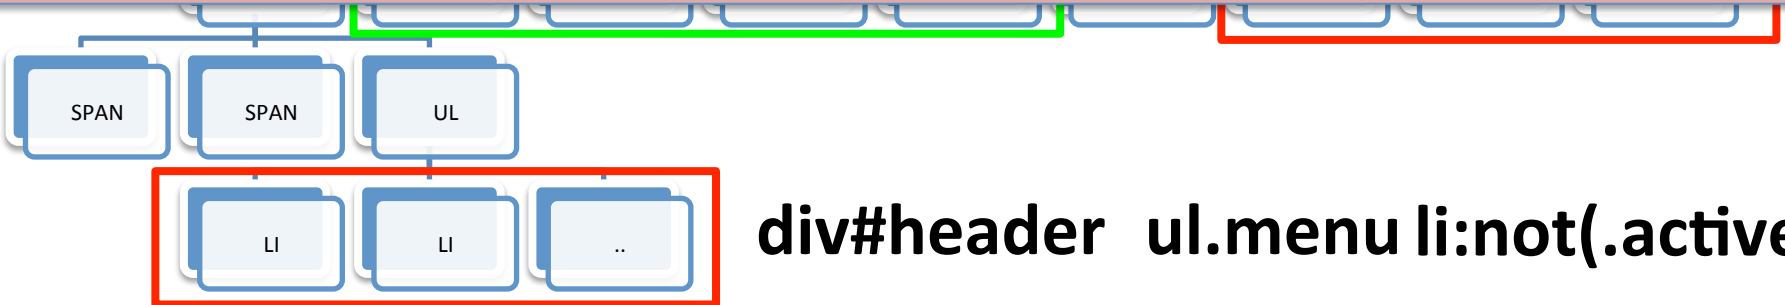 SPAN SPAN UL
LI LI ..
div#header ul.menu li:not(.active